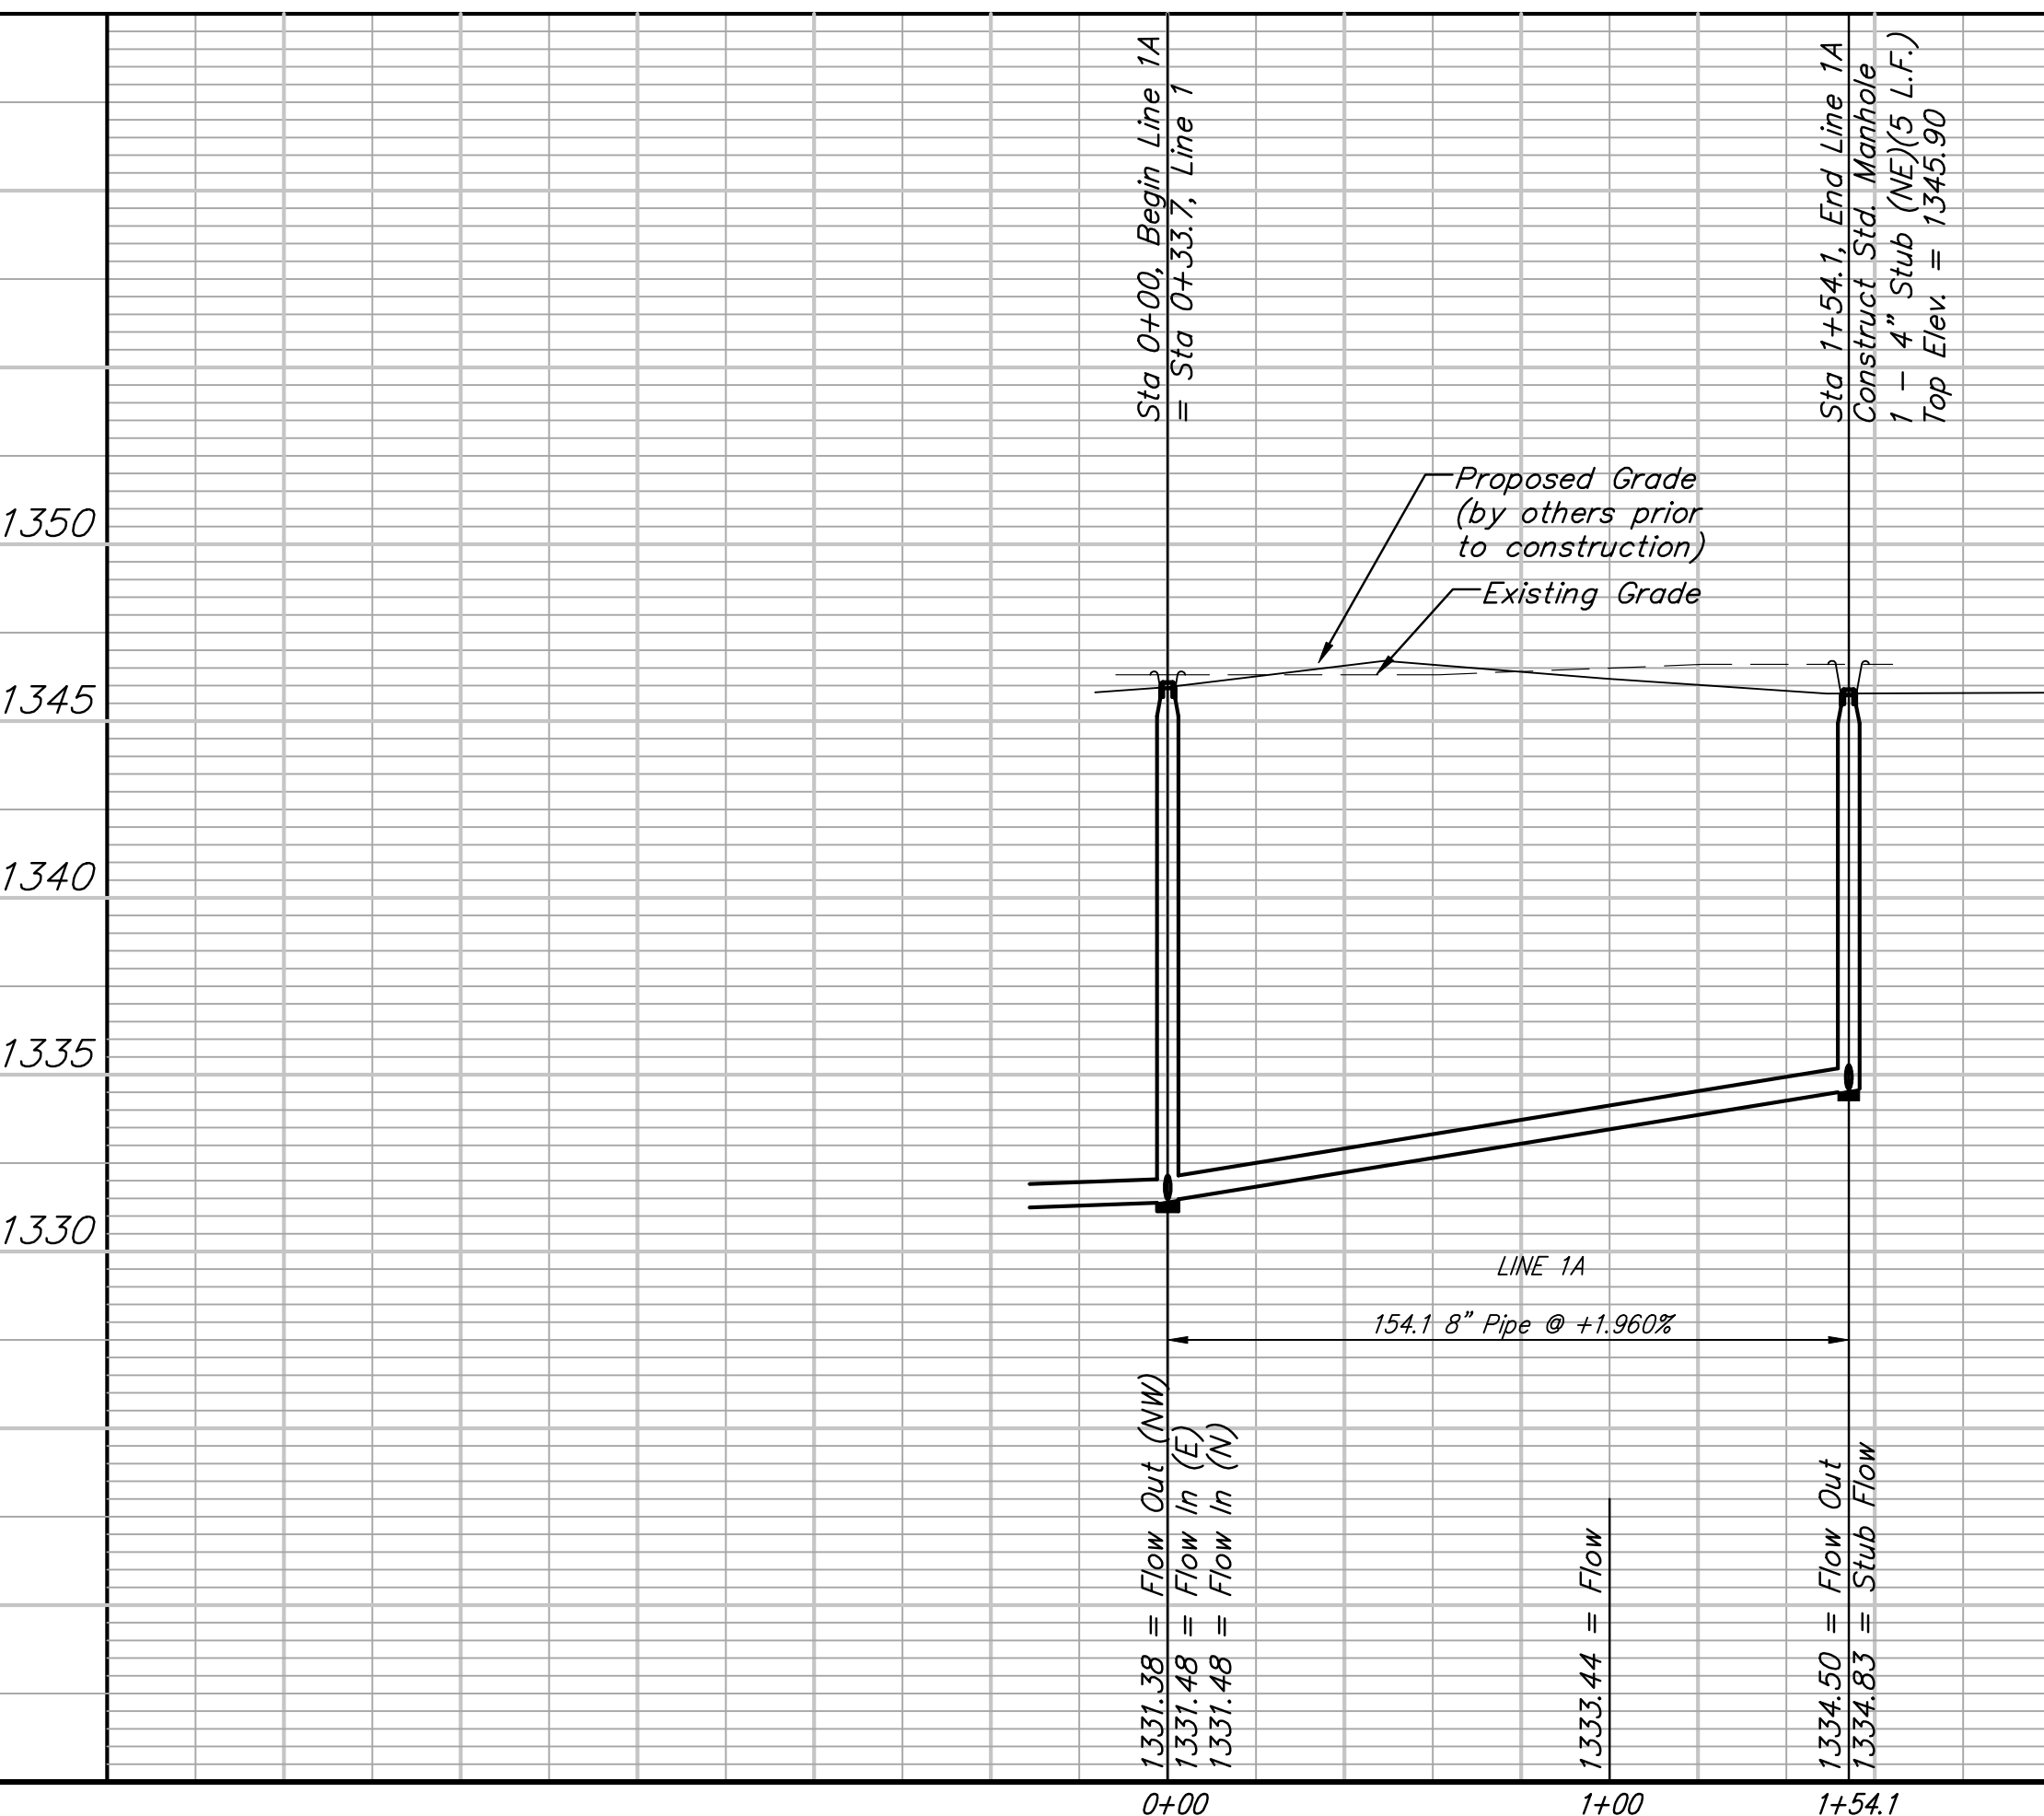 Sta 0+00, Begin Line 1A
= Sta 0+33.7, Line 1
Sta 1+54.1, End Line 1A
Construct Std. Manhole
1 - 4" Stub (NE)(5 L.F.)
Top Elev. = 1345.90
Proposed Grade
(by others prior
to construction)
Existing Grade
1350
1345
1340
1335
1330
LINE 1A
154.1 8" Pipe @ +1.960%
1331.38 = Flow Out (NW)
1331.48 = Flow In (E)
1331.48 = Flow In (N)
1333.44 = Flow
1334.50 = Flow Out
1334.83 = Stub Flow
0+00
1+00
1+54.1